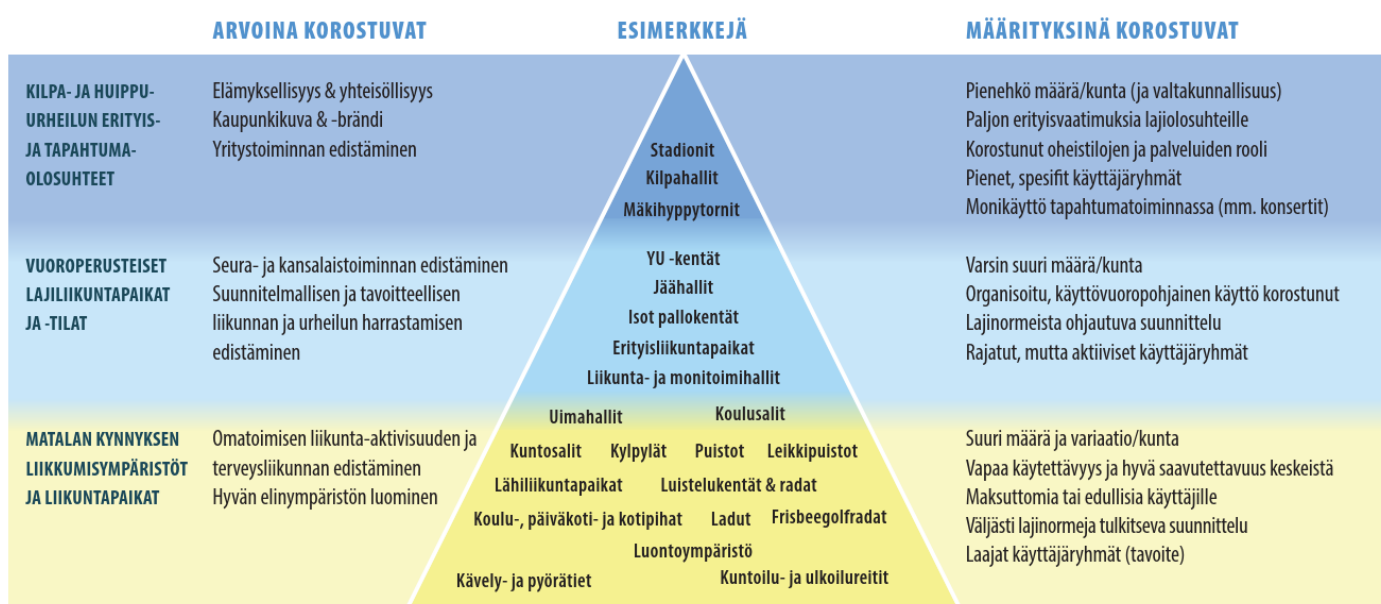 ARVOINA KOROSTUVAT
ESIMERKKEJÄ
MÄÄRITYKSINÄ KOROSTUVAT
KILPA- JA HUIPPU-
URHEILUN ERITYIS-
JA TAPAHTUMA-
OLOSUHTEET
Elämyksellisyys & yhteisöllisyys
Kaupunkikuva & -brändi
Yritystoiminnan edistäminen
Stadionit
Kilpahallit
Mäkihyppytornit
Pienehkö määrä/kunta (ja valtakunnallisuus)
Paljon erityisvaatimuksia lajiolosuhteille
Korostunut oheistilojen ja palveluiden rooli
Pienet, spesifit käyttäjäryhmät
Monikäyttö tapahtumatoiminnassa (mm. konsertit)
VUOROPERUSTEISET
LAJILIIKUNTAPAIKAT
JA -TILAT
Seura- ja kansalaistoiminnan edistäminen
Suunnitelmallisen ja tavoitteellisen
liikunnan ja urheilun harrastamisen
edistäminen
YU -kentät
Jäähallit
Isot pallokentät
Erityisliikuntapaikat
Liikunta- ja monitoimihallit
Varsin suuri määrä/kunta
Organisoitu, käyttövuoropohjainen käyttö korostunut
Lajinormeista ohjautuva suunnittelu
Rajatut, mutta aktiiviset käyttäjäryhmät
MATALAN KYNNYKSEN
LIIKKUMISYMPÄRISTÖT
JA LIIKUNTAPAIKAT
Omatoimisen liikunta-aktivisuuden ja
terveysliikunnan edistäminen
Hyvän elinympäristön luominen
Uimahallit Koulusalit
Kuntosalit Kylpylät Puistot Leikkipuistot
Lähiliikuntapaikat Luistelukentät & radat
Koulu-, päiväkoti- ja kotipihat Ladut Frisbeegolfradat
Luontoympäristö
Kävely- ja pyörätiet Kuntoilu- ja ulkoilureitit
Suuri määrä ja variaatio/kunta
Vapaa käytettävyys ja hyvä saavutettavuus keskeistä
Maksuttomia tai edullisia käyttäjille
Väljästi lajinormeja tulkitseva suunnittelu
Laajat käyttäjäryhmät (tavoite)